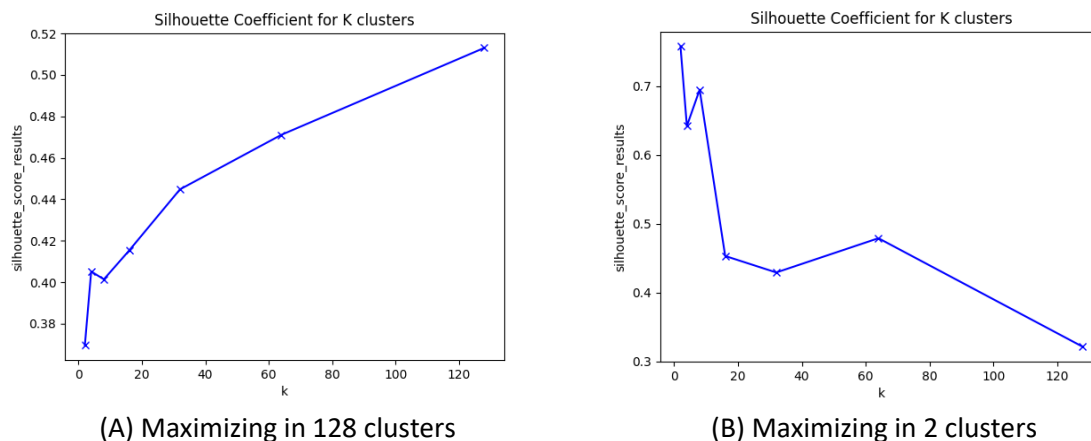 Silhouette Coefficient for K clusters
0.52
0.50
0.48
0.46
0.44
0.42
0.40
0.38
silhouette_score_results
0 20 40 60 80 100 120
k
(A) Maximizing in 128 clusters
Silhouette Coefficient for K clusters
0.7
0.6
0.5
0.4
0.3
silhouette_score_results
0 20 40 60 80 100 120
k
(B) Maximizing in 2 clusters